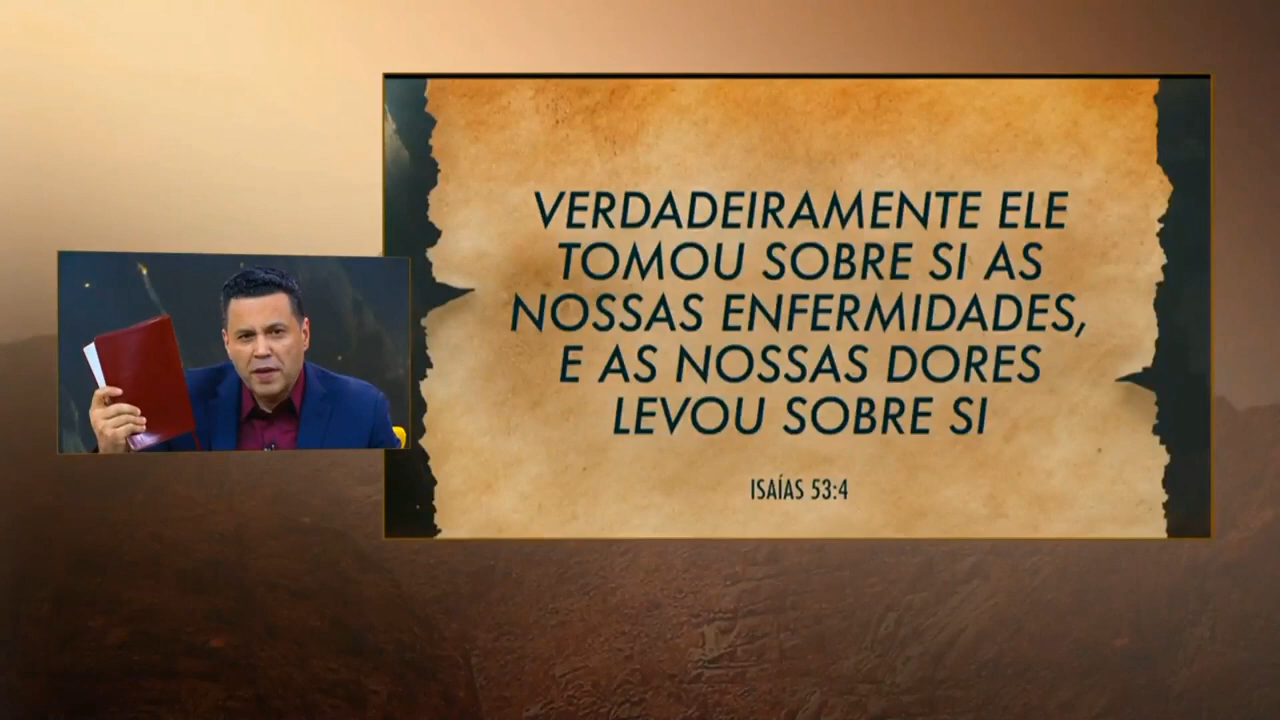 VERDADEIRAMENTE ELE
TOMOU SOBRE SI AS
NOSSAS ENFERMIDADES,
E AS NOSSAS DORES
LEVOU SOBRE SI
ISAÍAS 53:4